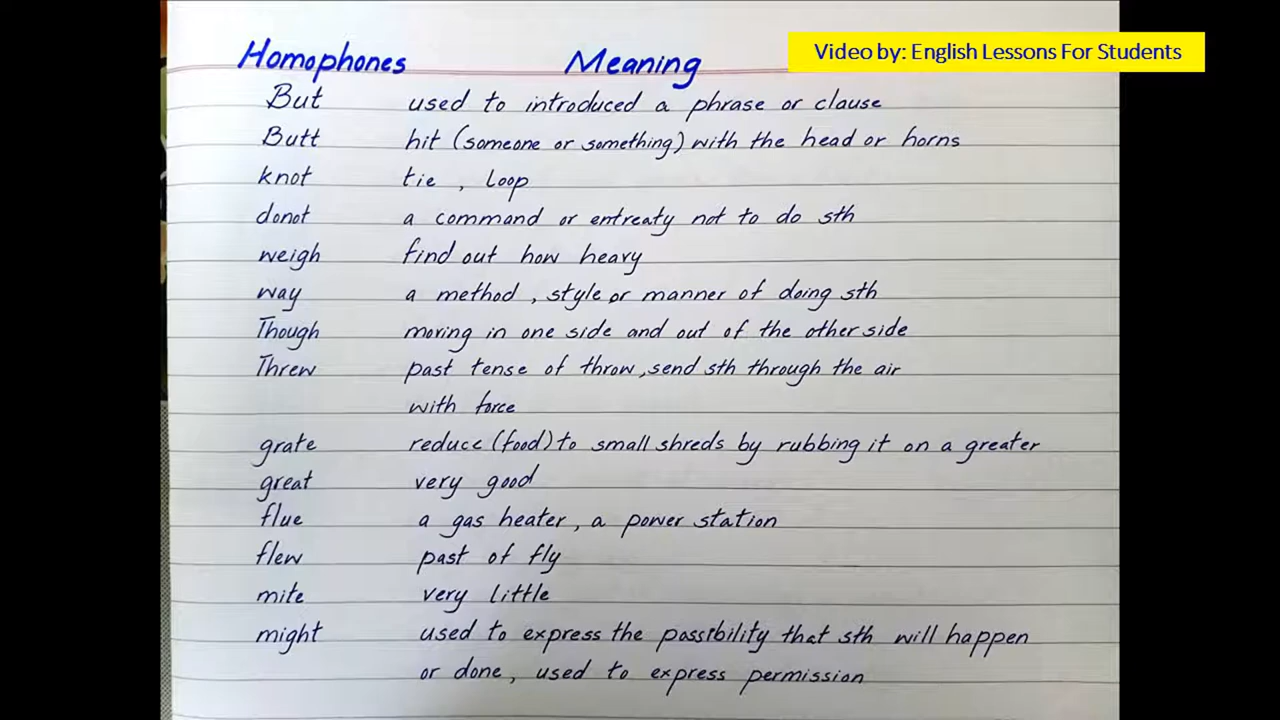 Video by: English Lessons For Students
Homophones Meaning
But used to introduced a phrase or clause
Butt hit (someone or something) with the head or horns
knot tie , Loop
donot a command or entreaty not to do sth
weigh find out how heavy
way a method , style, or manner of doing sth
Though moving in one side and out of the other side
Threw past tense of throw, send sth through the air
with force
grate reduce (food) to small shreds by rubbing it on a greater
great very good
flue a gas heater, a power station
flew past of fly
mite very little
might used to express the possibility that sth will happen
or done, used to express permission